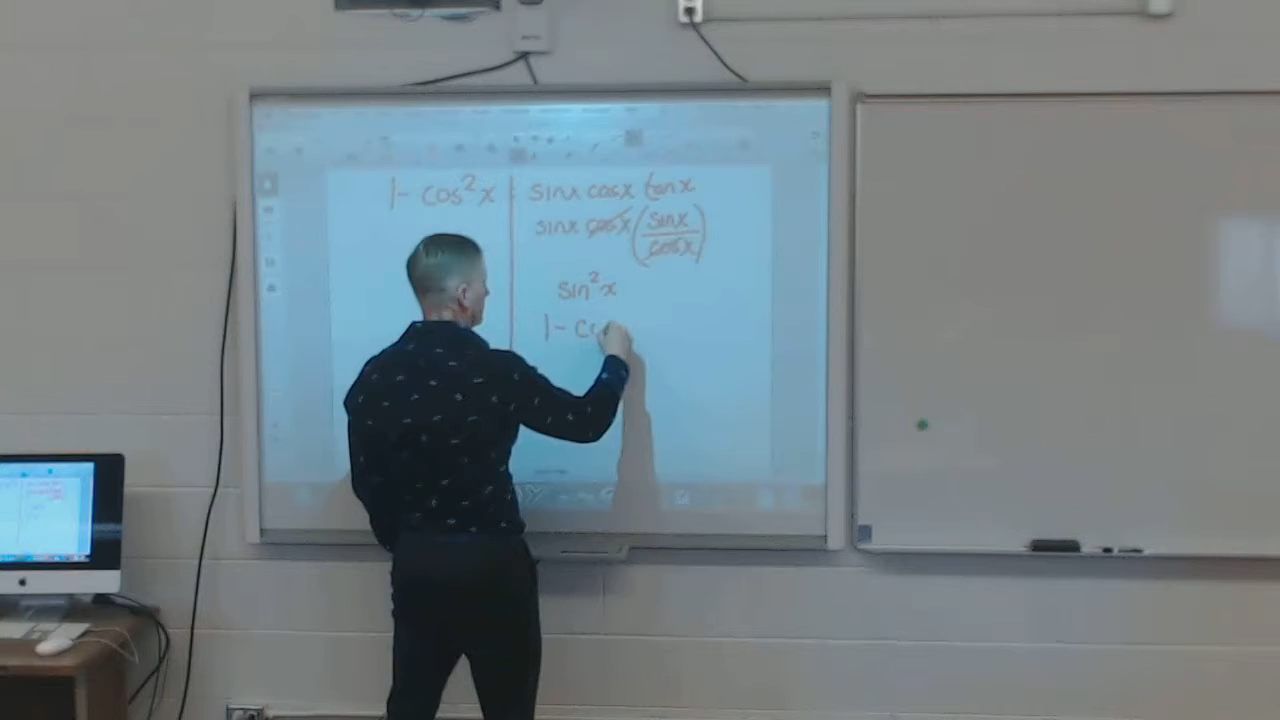 1 - cos²x | sinx cosx tanx
sinx cosx (sinx/cosx)
sin²x
1 - Co